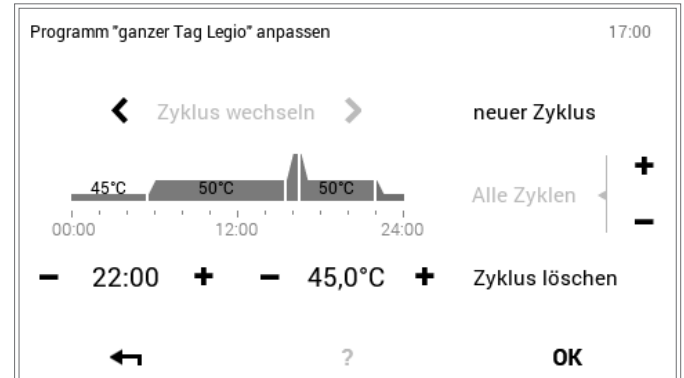 Programm "ganzer Tag Legio" anpassen 17:00
Zyklus wechseln neuer Zyklus
45°C 50°C 50°C
Alle Zyklen
00:00 12:00 24:00
− 22:00 + − 45,0°C + Zyklus löschen
? OK